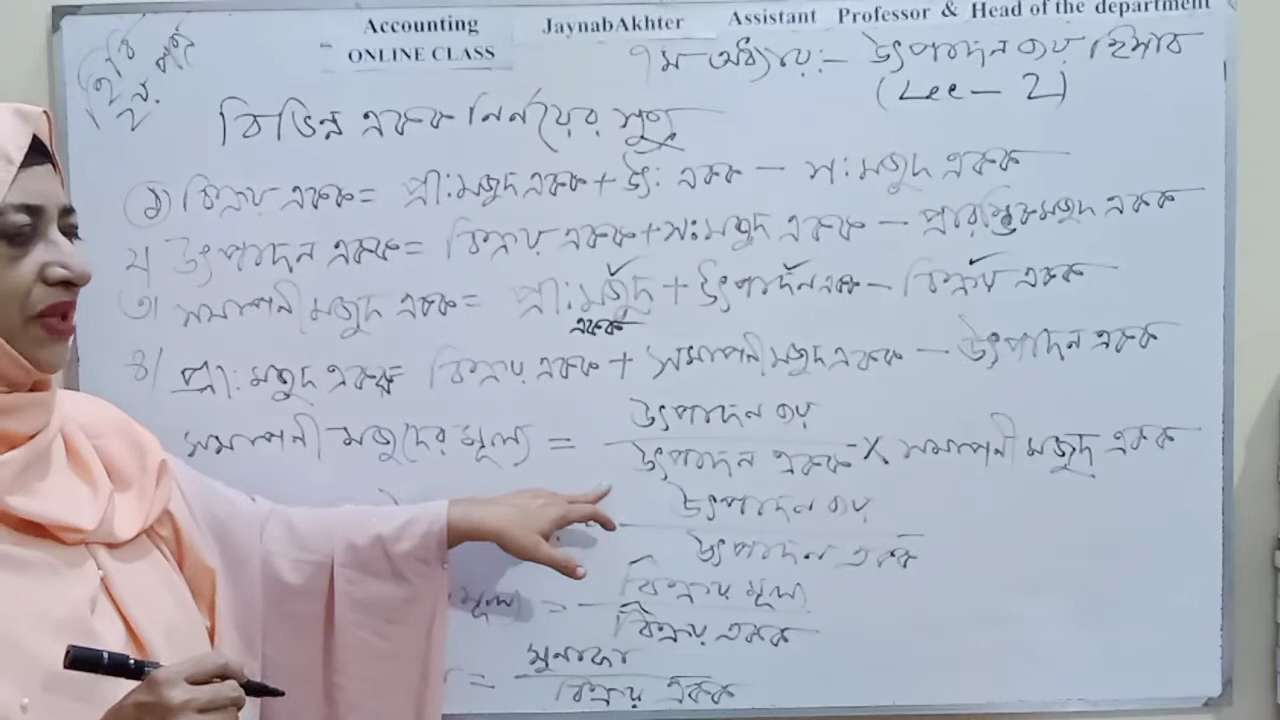 Accounting JaynabAkhter Assistant Professor & Head of the department
ONLINE CLASS
৭ম অধ্যায়:- উৎপাদন ব্যয় হিসাব
(Lec-2)
বিভিন্ন একক নির্ণয়ের সূত্র
১) বিক্রয় একক= প্রা:মজুদ একক+উৎ: একক - স:মজুদ একক
২| উৎপাদন একক= বিক্রয় একক+স:মজুদ একক - প্রারম্ভিকমজুদ একক
৩| সমাপনী মজুদ একক= প্রা:মজুদ একক + উৎপাদন একক - বিক্রয় একক
৪| প্রা:মজুদ একক= বিক্রয় একক + সমাপনী মজুদ একক - উৎপাদন একক
সমাপনী মজুদের মূল্য = উৎপাদন ব্যয়
উৎপাদন একক × সমাপনী মজুদ একক
উৎপাদন ব্যয়
উৎপাদন একক
মূল্য = বিক্রয় মূল্য
বিক্রয় একক
= মুনাফা
বিক্রয় একক